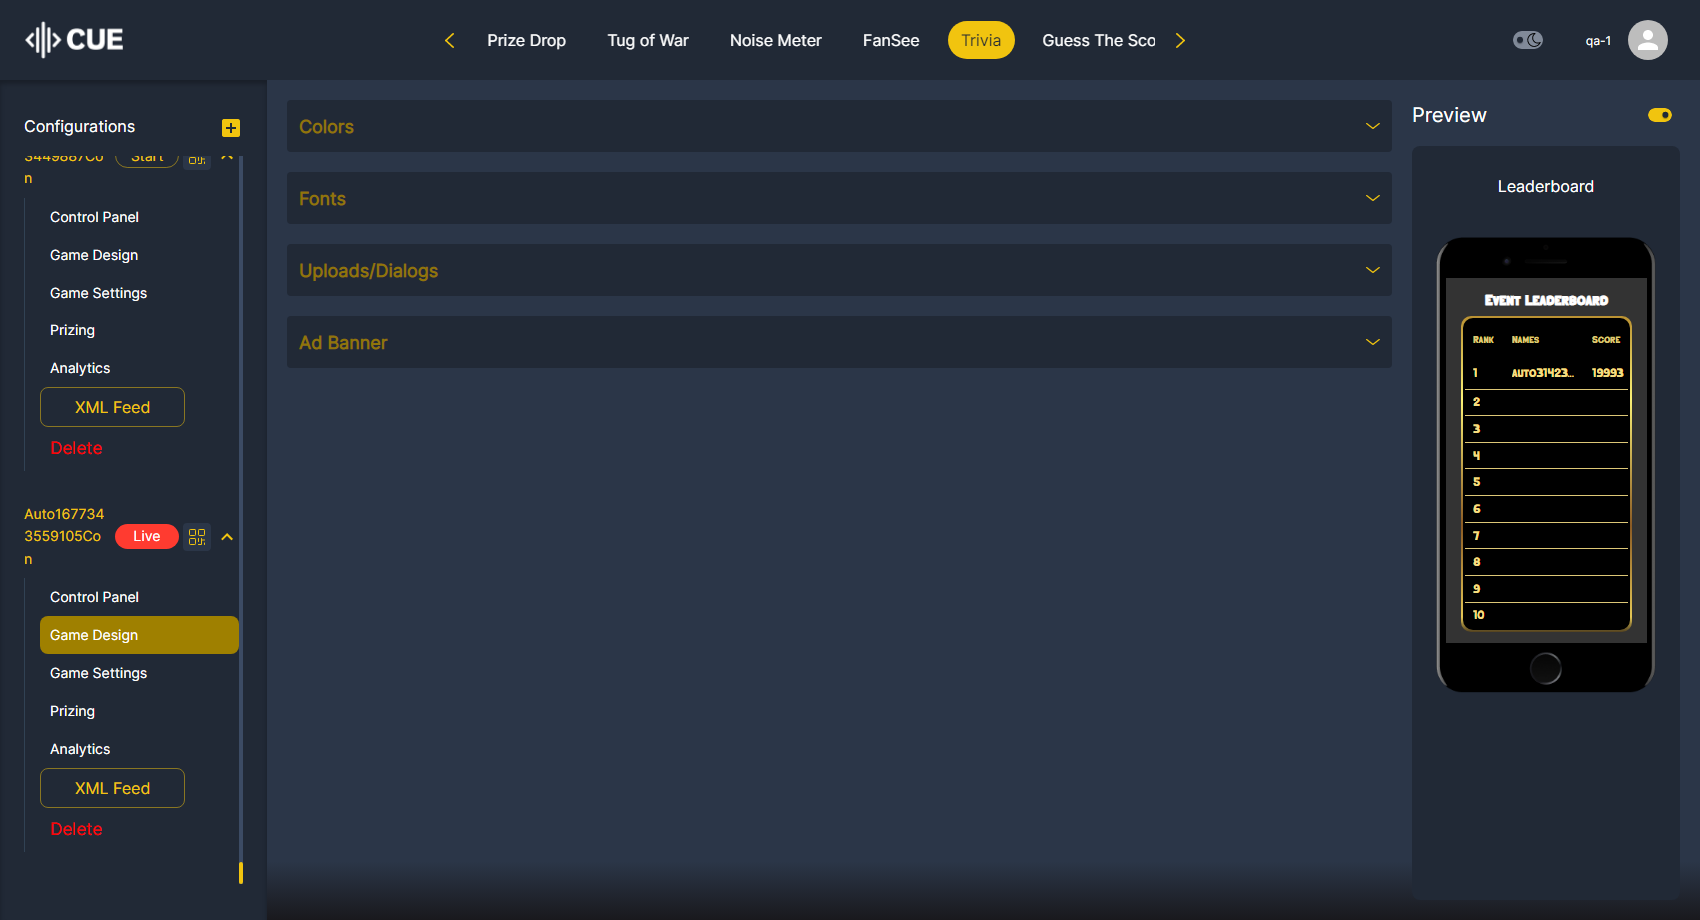 CUE
Prize Drop
Tug of War
Noise Meter
FanSee
Trivia
Guess The Sco
qa-1
Configurations
3449887Co
n
Start
Control Panel
Game Design
Game Settings
Prizing
Analytics
XML Feed
Delete
Auto167734
3559105Co
n
Live
Control Panel
Game Design
Game Settings
Prizing
Analytics
XML Feed
Delete
Colors
Fonts
Uploads/Dialogs
Ad Banner
Preview
Leaderboard
Event Leaderboard
Rank Names Score
1 auto31423... 19993
2
3
4
5
6
7
8
9
10